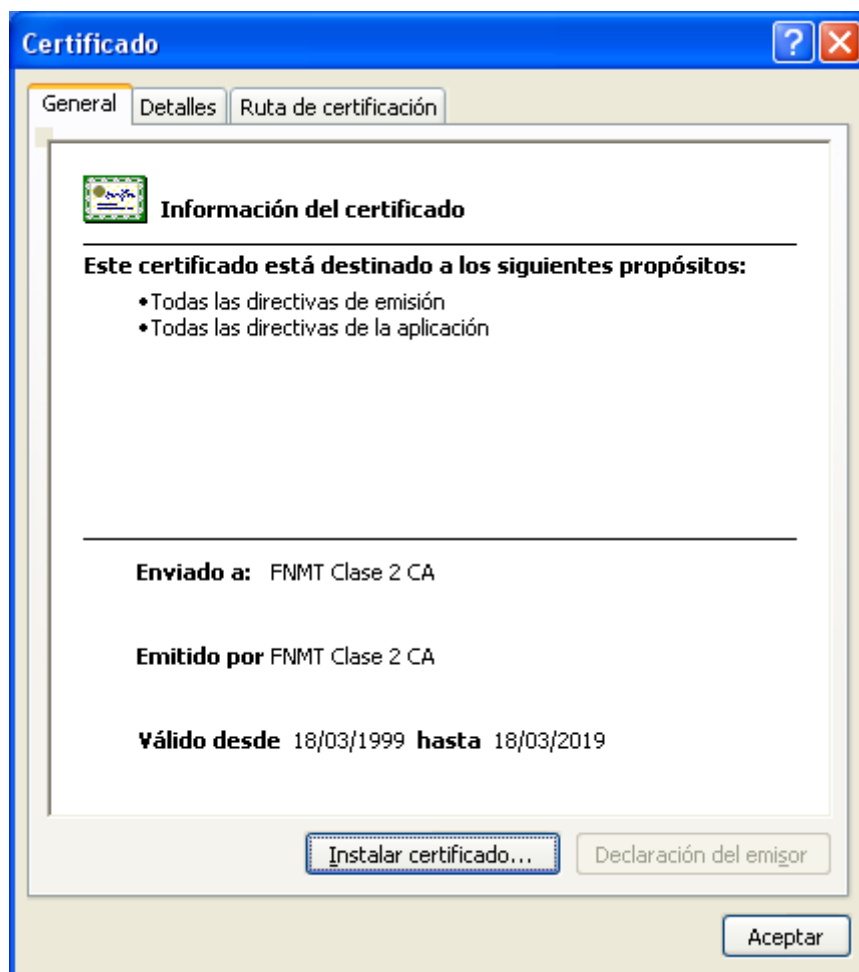 Certificado
General Detalles Ruta de certificación
Información del certificado
Este certificado está destinado a los siguientes propósitos:
•Todas las directivas de emisión
•Todas las directivas de la aplicación
Enviado a: FNMT Clase 2 CA
Emitido por FNMT Clase 2 CA
Válido desde 18/03/1999 hasta 18/03/2019
Instalar certificado... Declaración del emisor
Aceptar